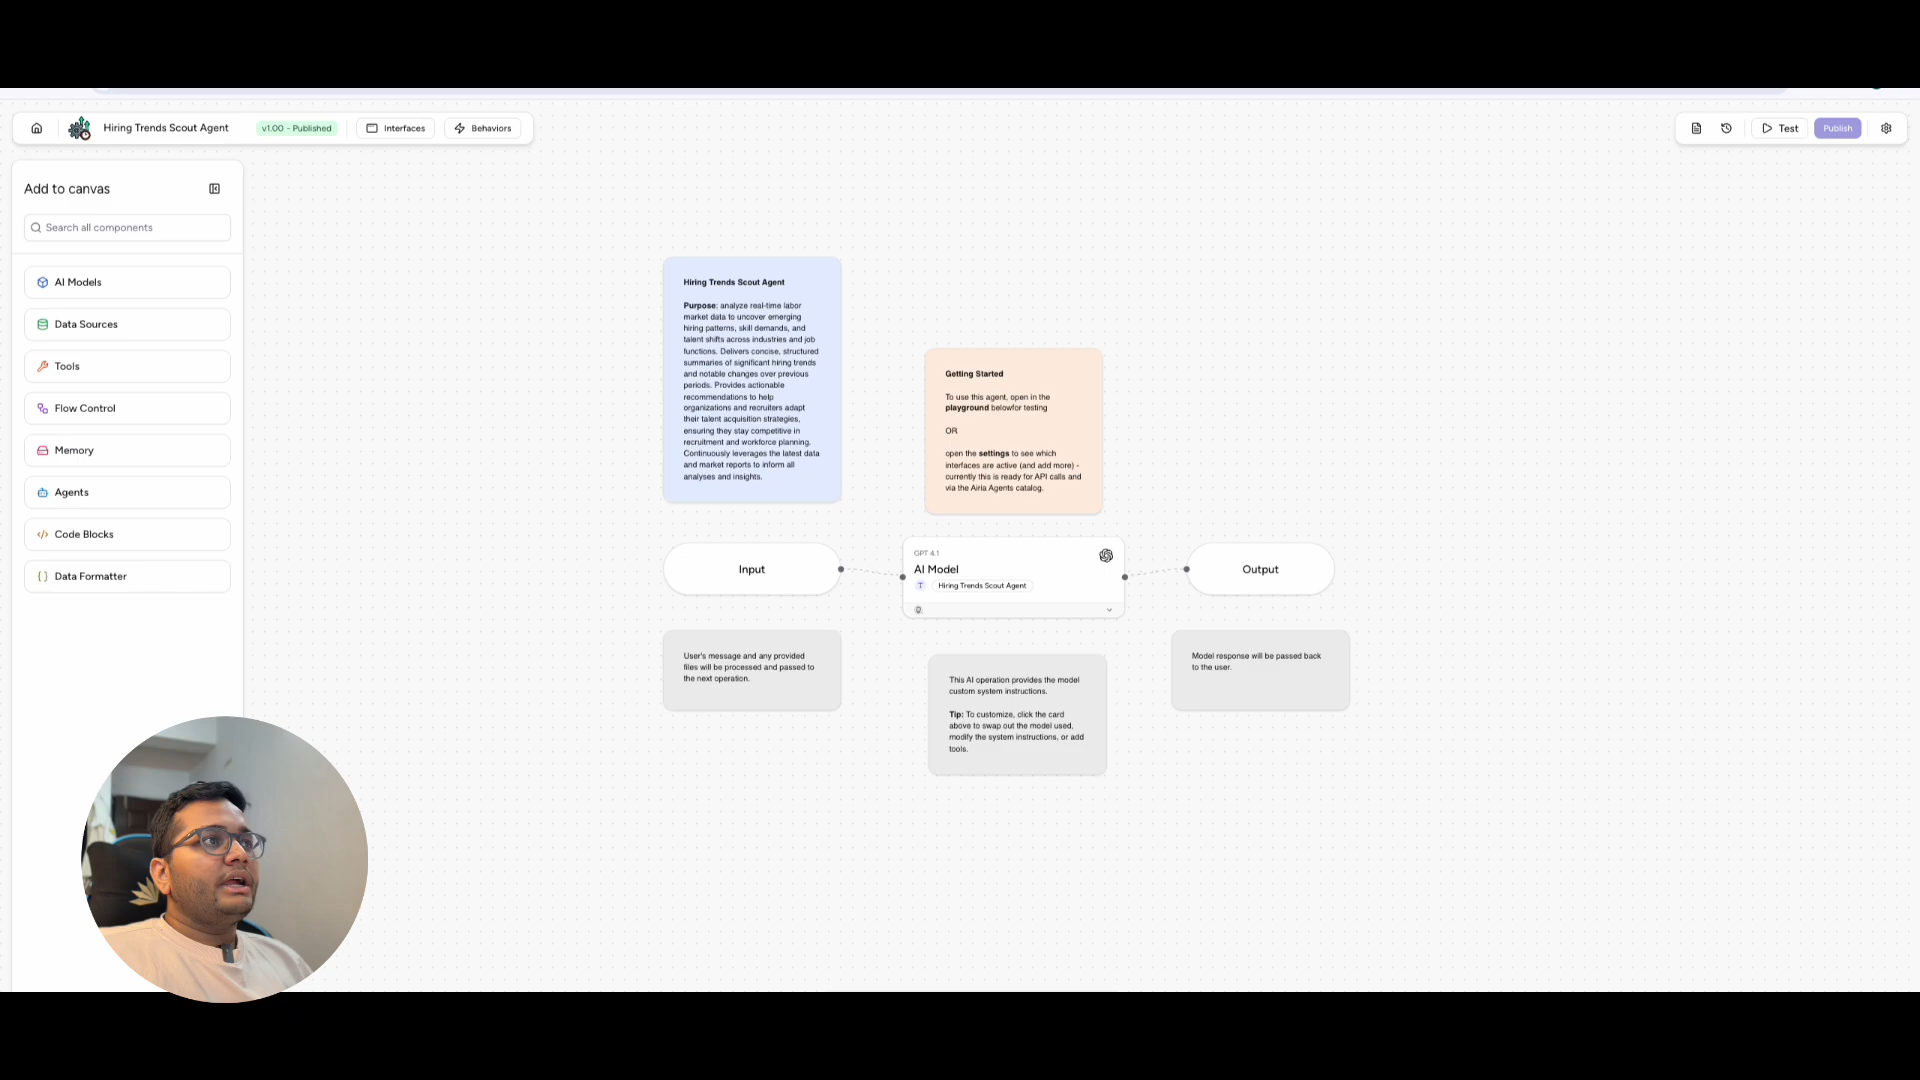 Hiring Trends Scout Agent
v1.00 - Published
Interfaces
Behaviors
Test
Publish
Add to canvas
Search all components
AI Models
Data Sources
Tools
Flow Control
Memory
Agents
Code Blocks
Data Formatter
Hiring Trends Scout Agent
Purpose: analyze real-time labor
market data to uncover emerging
hiring patterns, skill demands, and
talent shifts across industries and job
functions. Delivers concise, structured
summaries of significant hiring trends
and notable changes over previous
periods. Provides actionable
recommendations to help
organizations and recruiters adapt
their talent acquisition strategies,
ensuring they stay competitive in
recruitment and workforce planning.
Continuously leverages the latest data
and market reports to inform all
analyses and insights.
Getting Started
To use this agent, open in the
playground belowfor testing
OR
open the settings to see which
interfaces are active (and add more) -
currently this is ready for API calls and
via the Airia Agents catalog.
Input
GPT 4.1
AI Model
T
Hiring Trends Scout Agent
Output
User's message and any provided
files will be processed and passed to
the next operation.
This AI operation provides the model
custom system instructions.
Tip: To customize, click the card
above to swap out the model used,
modify the system instructions, or add
tools.
Model response will be passed back
to the user.